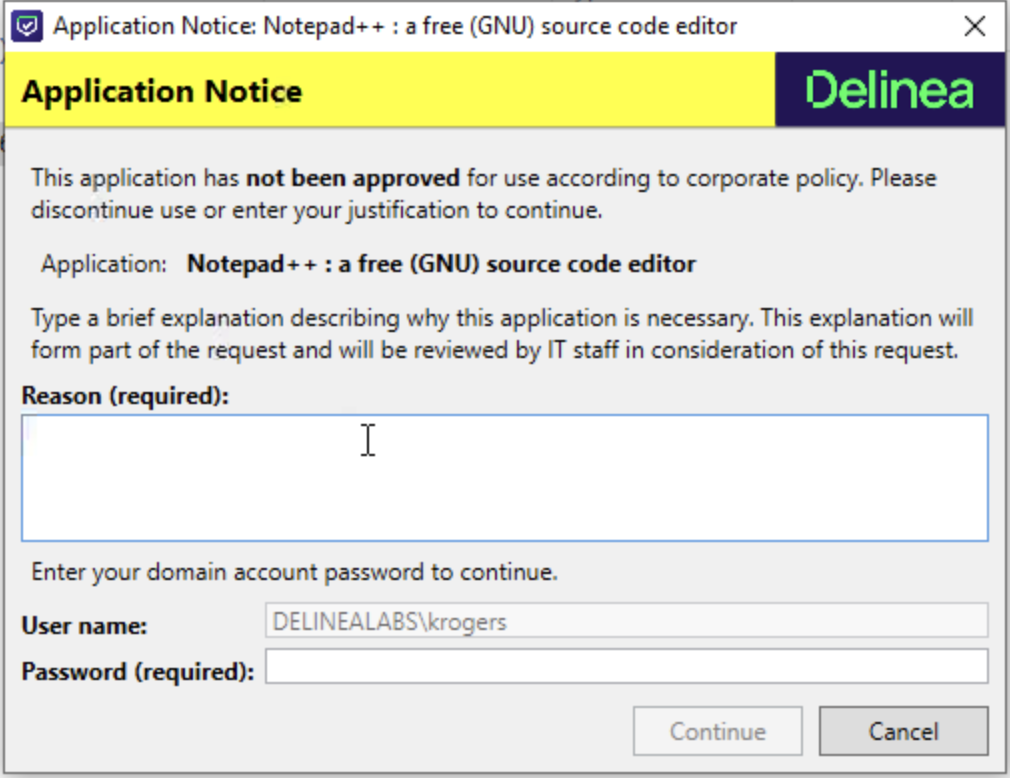 Application Notice: Notepad++ : a free (GNU) source code editor
Application Notice
Delinea
This application has not been approved for use according to corporate policy. Please
discontinue use or enter your justification to continue.
Application: Notepad++ : a free (GNU) source code editor
Type a brief explanation describing why this application is necessary. This explanation will
form part of the request and will be reviewed by IT staff in consideration of this request.
Reason (required):
Enter your domain account password to continue.
User name: DELINEALABS\krogers
Password (required):
Continue Cancel